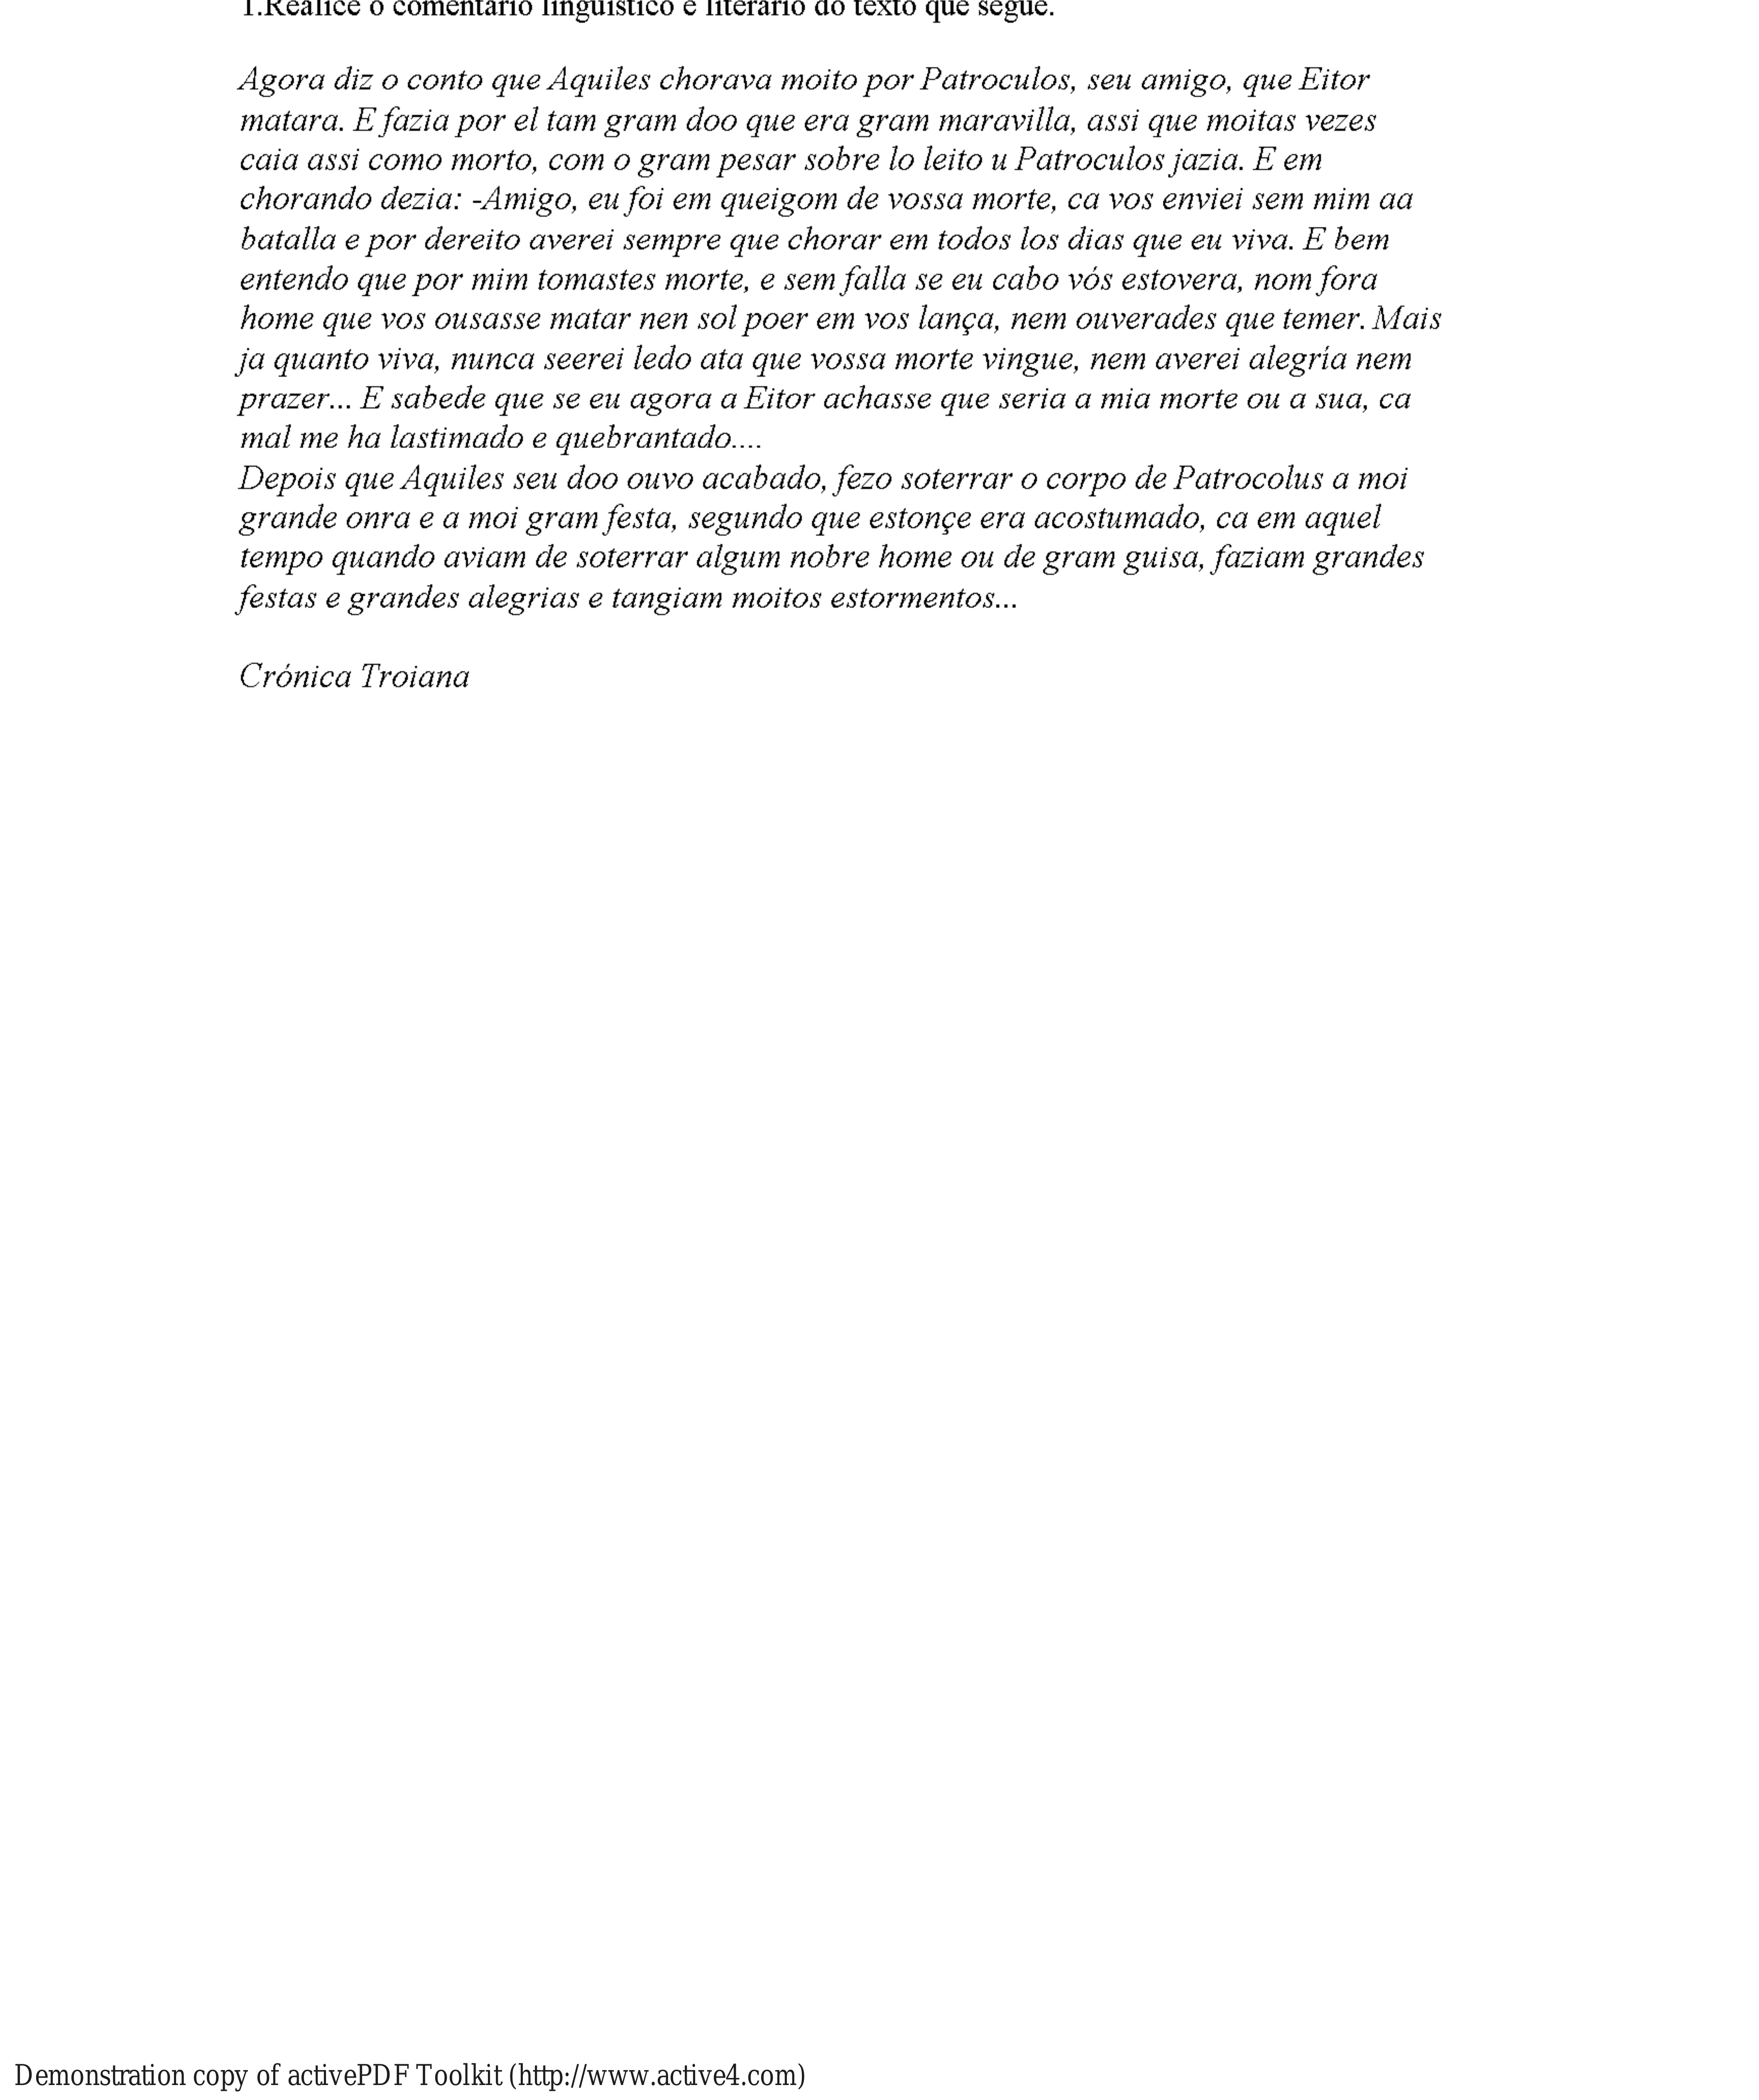 1.Realice o comentario lingüístico e literario do texto que segue.
Agora diz o conto que Aquiles chorava moito por Patroculos, seu amigo, que Eitor
matara. E fazia por el tam gram doo que era gram maravilla, assi que moitas vezes
caia assi como morto, com o gram pesar sobre lo leito u Patroculos jazia. E em
chorando dezia: -Amigo, eu foi em queigom de vossa morte, ca vos enviei sem mim aa
batalla e por dereito averei sempre que chorar em todos los dias que eu viva. E bem
entendo que por mim tomastes morte, e sem falla se eu cabo vós estovera, nom fora
home que vos ousasse matar nen sol poer em vos lança, nem ouverades que temer. Mais
ja quanto viva, nunca seerei ledo ata que vossa morte vingue, nem averei alegría nem
prazer... E sabede que se eu agora a Eitor achasse que seria a mia morte ou a sua, ca
mal me ha lastimado e quebrantado....
Depois que Aquiles seu doo ouvo acabado, fezo soterrar o corpo de Patrocolus a moi
grande onra e a moi gram festa, segundo que estonçe era acostumado, ca em aquel
tempo quando aviam de soterrar algum nobre home ou de gram guisa, faziam grandes
festas e grandes alegrias e tangiam moitos estormentos...
Crónica Troiana
Demonstration copy of activePDF Toolkit (http://www.active4.com)